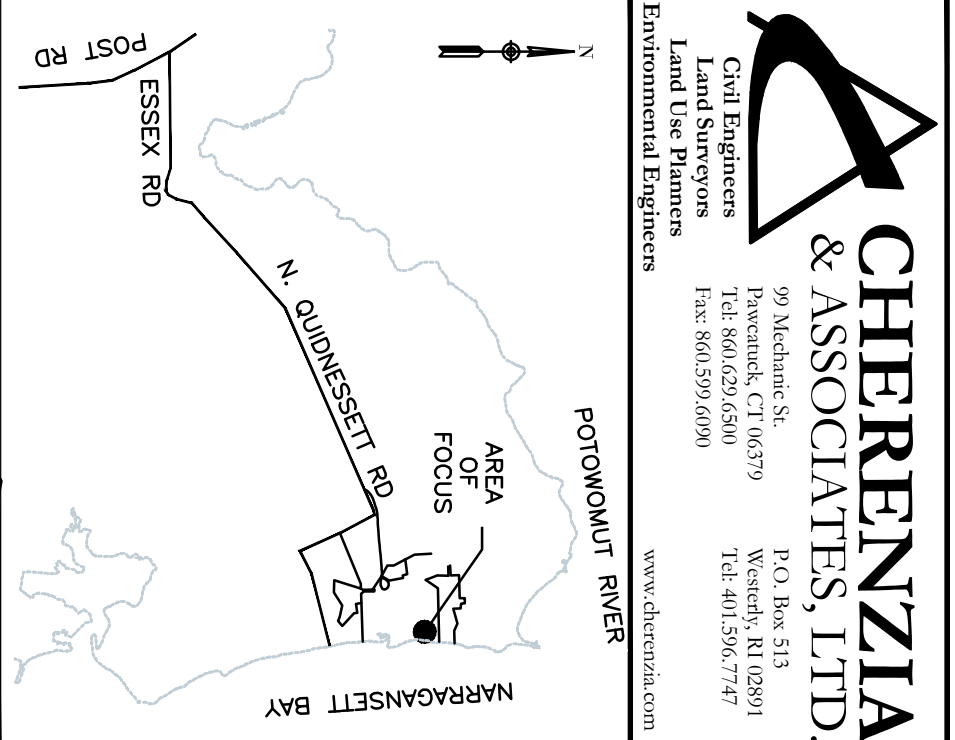 CHERENZIA
& ASSOCIATES, LTD.
Civil Engineers
Land Surveyors
Land Use Planners
Environmental Engineers
99 Mechanic St.
Pawcatuck, CT 06379
Tel: 860.629.6500
Fax: 860.599.6090
P.O. Box 513
Westerly, RI 02891
Tel: 401.596.7747
www.cherenzia.com
N
POTOWOMUT RIVER
AREA
OF
FOCUS
N. QUIDNESSETT RD
ESSEX RD
POST RD
NARRAGANSETT BAY